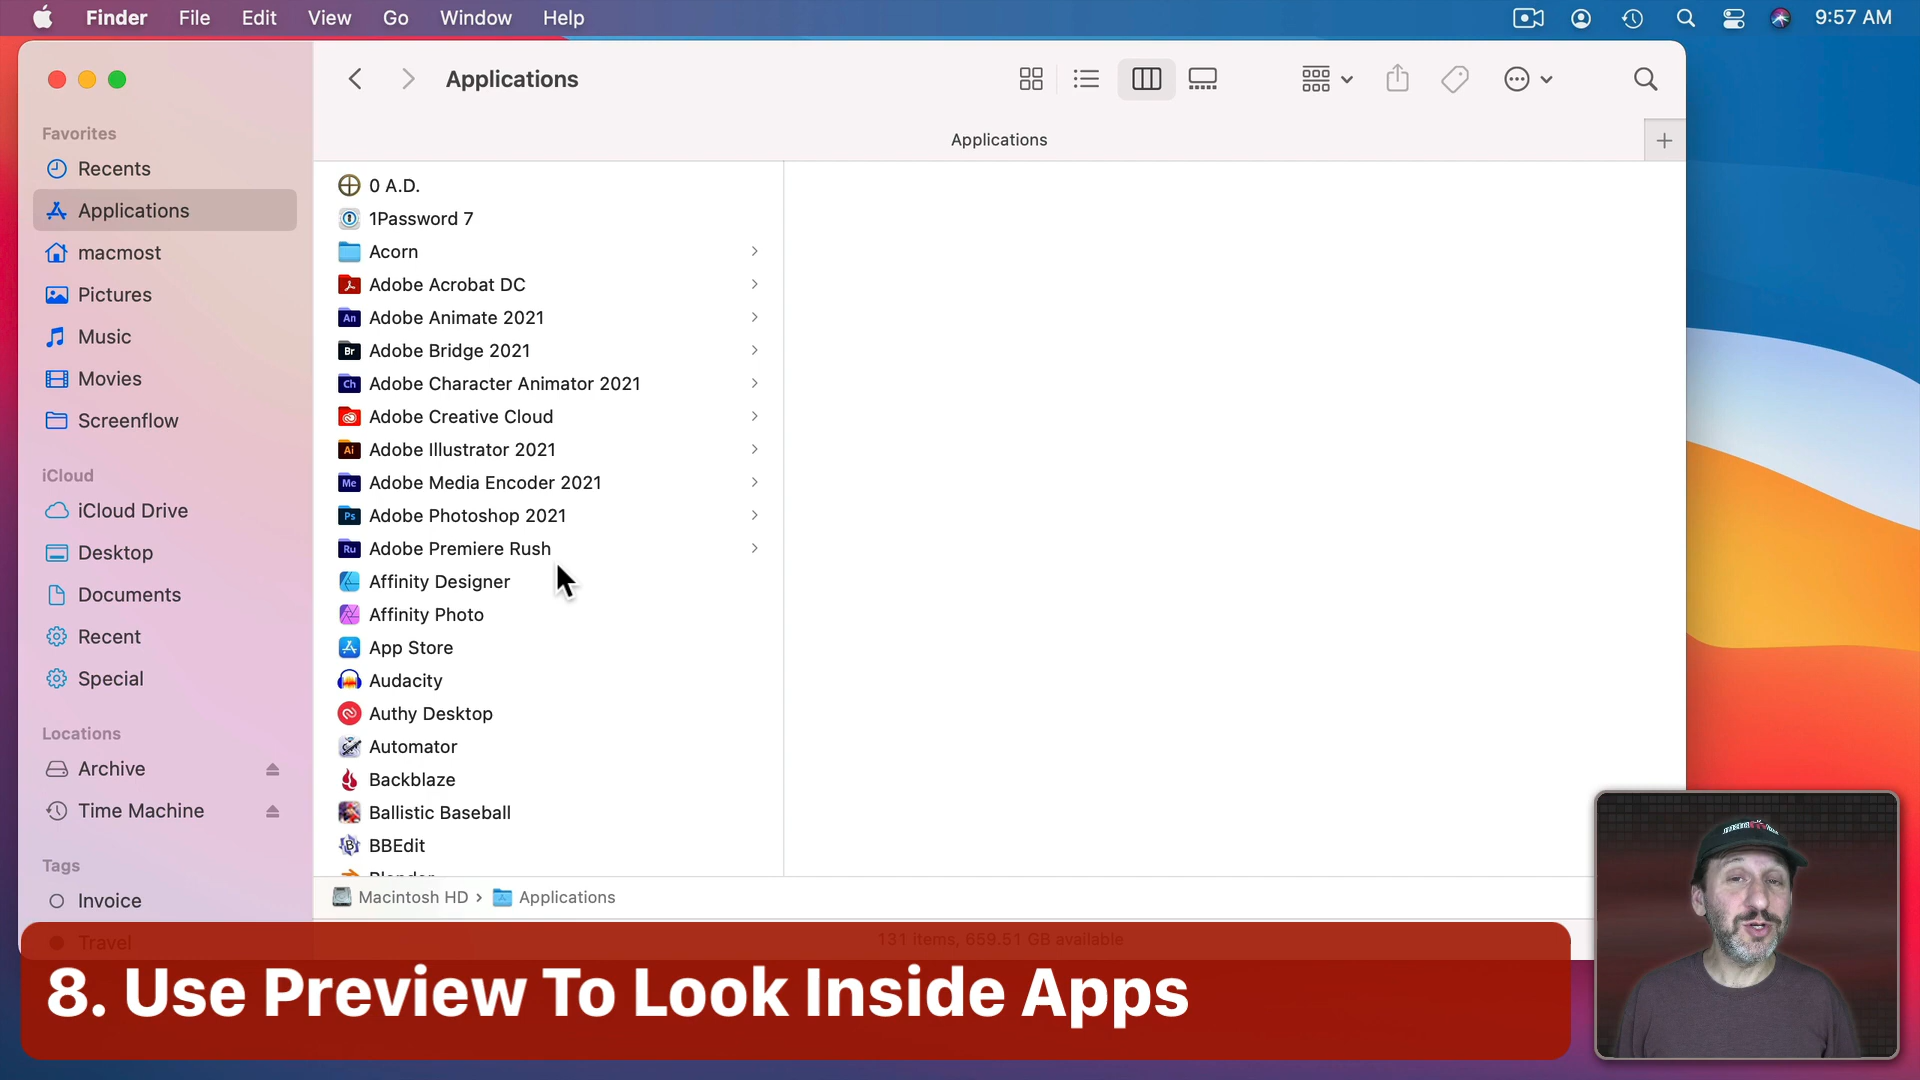 Finder File Edit View Go Window Help 9:57 AM
Applications
Applications
Favorites
Recents
Applications
macmost
Pictures
Music
Movies
Screenflow
iCloud
iCloud Drive
Desktop
Documents
Recent
Special
Locations
Archive
Time Machine
Tags
Invoice
Travel
0 A.D.
1Password 7
Acorn
Adobe Acrobat DC
Adobe Animate 2021
Adobe Bridge 2021
Adobe Character Animator 2021
Adobe Creative Cloud
Adobe Illustrator 2021
Adobe Media Encoder 2021
Adobe Photoshop 2021
Adobe Premiere Rush
Affinity Designer
Affinity Photo
App Store
Audacity
Authy Desktop
Automator
Backblaze
Ballistic Baseball
BBEdit
Macintosh HD › Applications
131 items, 659.51 GB available
8. Use Preview To Look Inside Apps